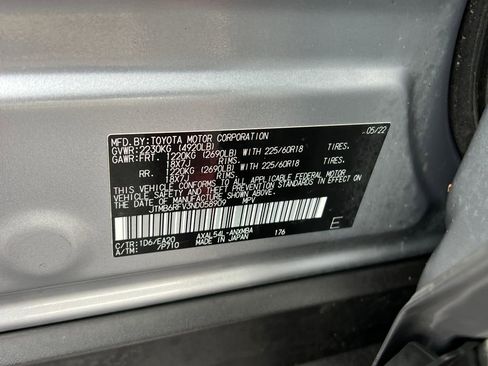 MFD.BY:TOYOTA MOTOR CORPORATION 05/22
GVWR:2230KG (4920LB)
GAWR:FRT. 1220KG (2690LB) WITH 225/60R18 TIRES.
18X7J RIMS.
RR. 1220KG (2690LB) WITH 225/60R18 TIRES.
18X7J RIMS.
THIS VEHICLE CONFORMS TO ALL APPLICABLE FEDERAL MOTOR
VEHICLE SAFETY STANDARDS IN EFFECT ON THE DATE OF
MANUFACTURE SHOWN ABOVE.
JTMB6RFV3ND058909 MPV
E
C/TR:1D6/EA20 AXAL54L-ANXMBA 176
A/TM: /P710 MADE IN JAPAN